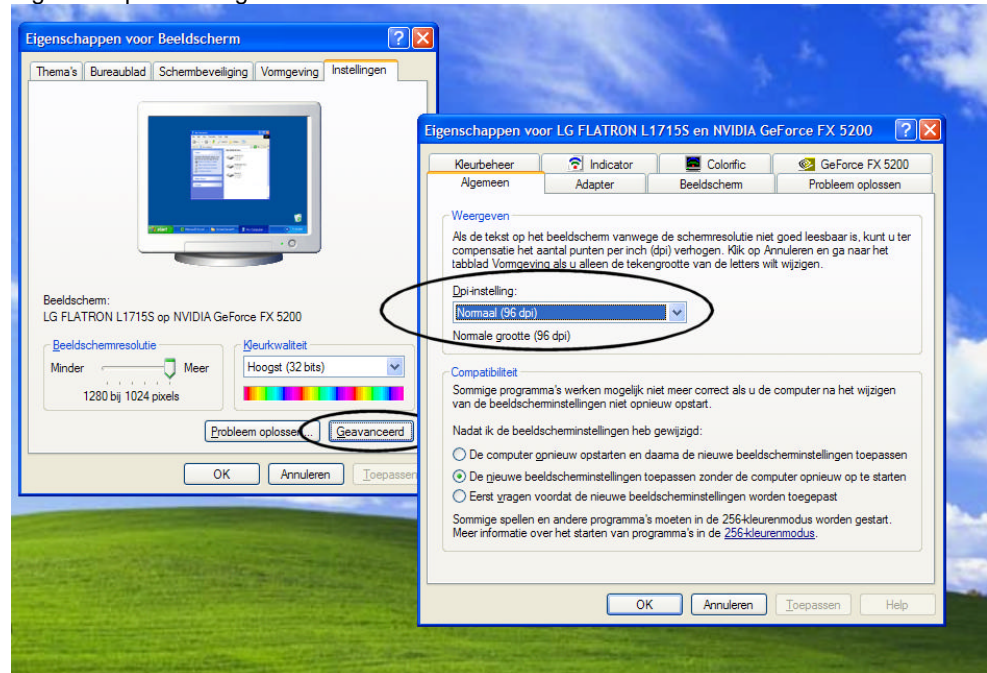 Eigenschappen voor Beeldscherm
Thema's Bureaublad Schermbeveiliging Vormgeving Instellingen
Beeldscherm:
LG FLATRON L1715S op NVIDIA GeForce FX 5200
Beeldschermresolutie
Minder Meer
1280 bij 1024 pixels
Kleurkwaliteit
Hoogst (32 bits)
Probleem oplossen... Geavanceerd
OK Annuleren Toepassen
Eigenschappen voor LG FLATRON L1715S en NVIDIA GeForce FX 5200
Kleurbeheer Indicator Colorific GeForce FX 5200
Algemeen Adapter Beeldscherm Probleem oplossen
Weergeven
Als de tekst op het beeldscherm vanwege de schermresolutie niet goed leesbaar is, kunt u ter
compensatie het aantal punten per inch (dpi) verhogen. Klik op Annuleren en ga naar het
tabblad Vormgeving als u alleen de tekengrootte van de letters wilt wijzigen.
Dpi-instelling:
Normaal (96 dpi)
Normale grootte (96 dpi)
Compatibiliteit
Sommige programma's werken mogelijk niet meer correct als u de computer na het wijzigen
van de beeldscherminstellingen niet opnieuw opstart.
Nadat ik de beeldscherminstellingen heb gewijzigd:
De computer opnieuw opstarten en daarna de nieuwe beeldscherminstellingen toepassen
De nieuwe beeldscherminstellingen toepassen zonder de computer opnieuw op te starten
Eerst vragen voordat de nieuwe beeldscherminstellingen worden toegepast
Sommige spellen en andere programma's moeten in de 256-kleurenmodus worden gestart.
Meer informatie over het starten van programma's in de 256-kleurenmodus.
OK Annuleren Toepassen Help